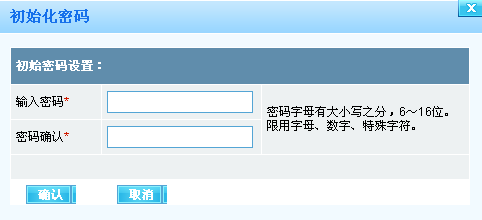 初始化密码
X
初始密码设置：
输入密码*
密码字母有大小写之分，6～16位。
限用字母、数字、特殊字符。
密码确认*
确认 取消